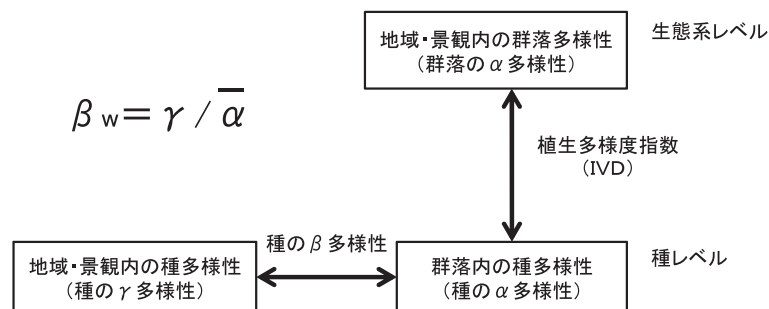 地域・景観内の群落多様性
(群落のα多様性)
生態系レベル
βw＝γ/α̅
植生多様度指数
(IVD)
種のβ多様性
地域・景観内の種多様性
(種のγ多様性)
群落内の種多様性
(種のα多様性)
種レベル